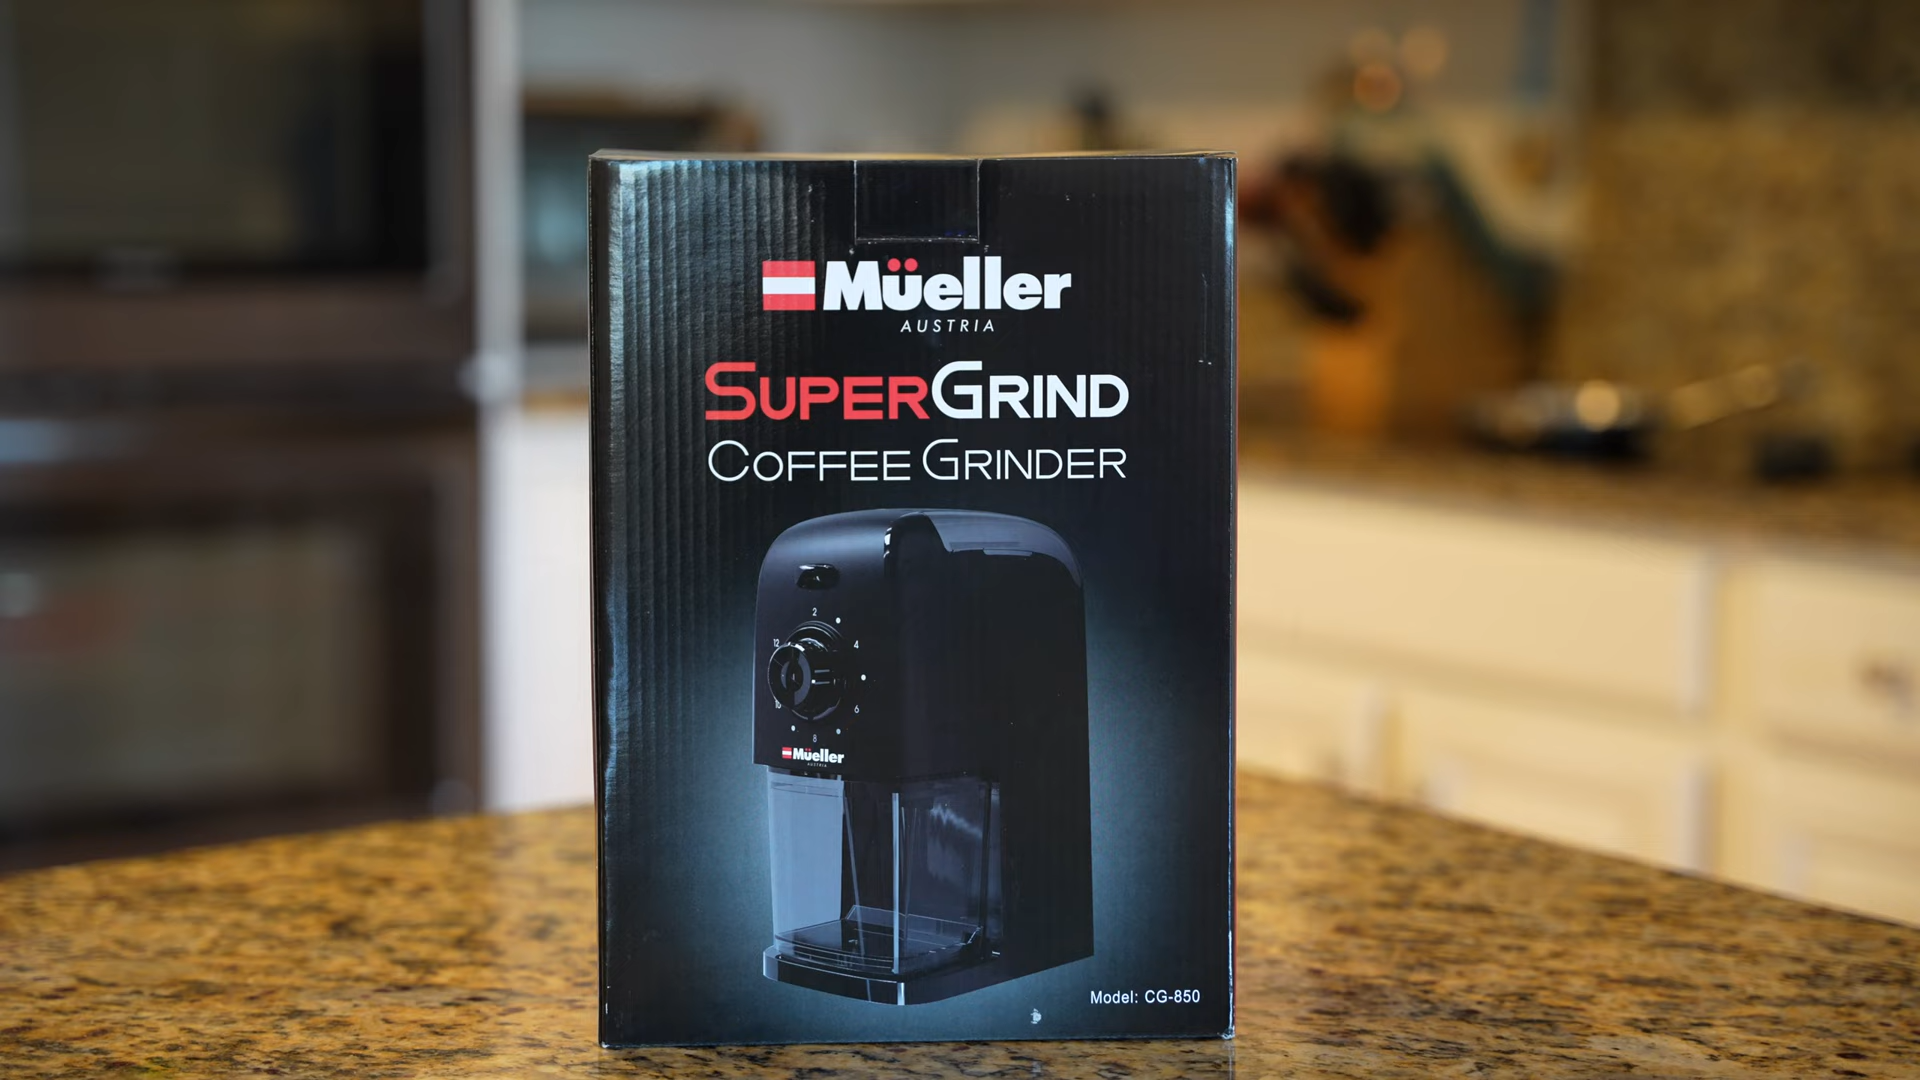 Müeller
AUSTRIA
SUPERGRIND
COFFEE GRINDER
2
12
4
10
6
8
Müeller
AUSTRIA
Model: CG-850